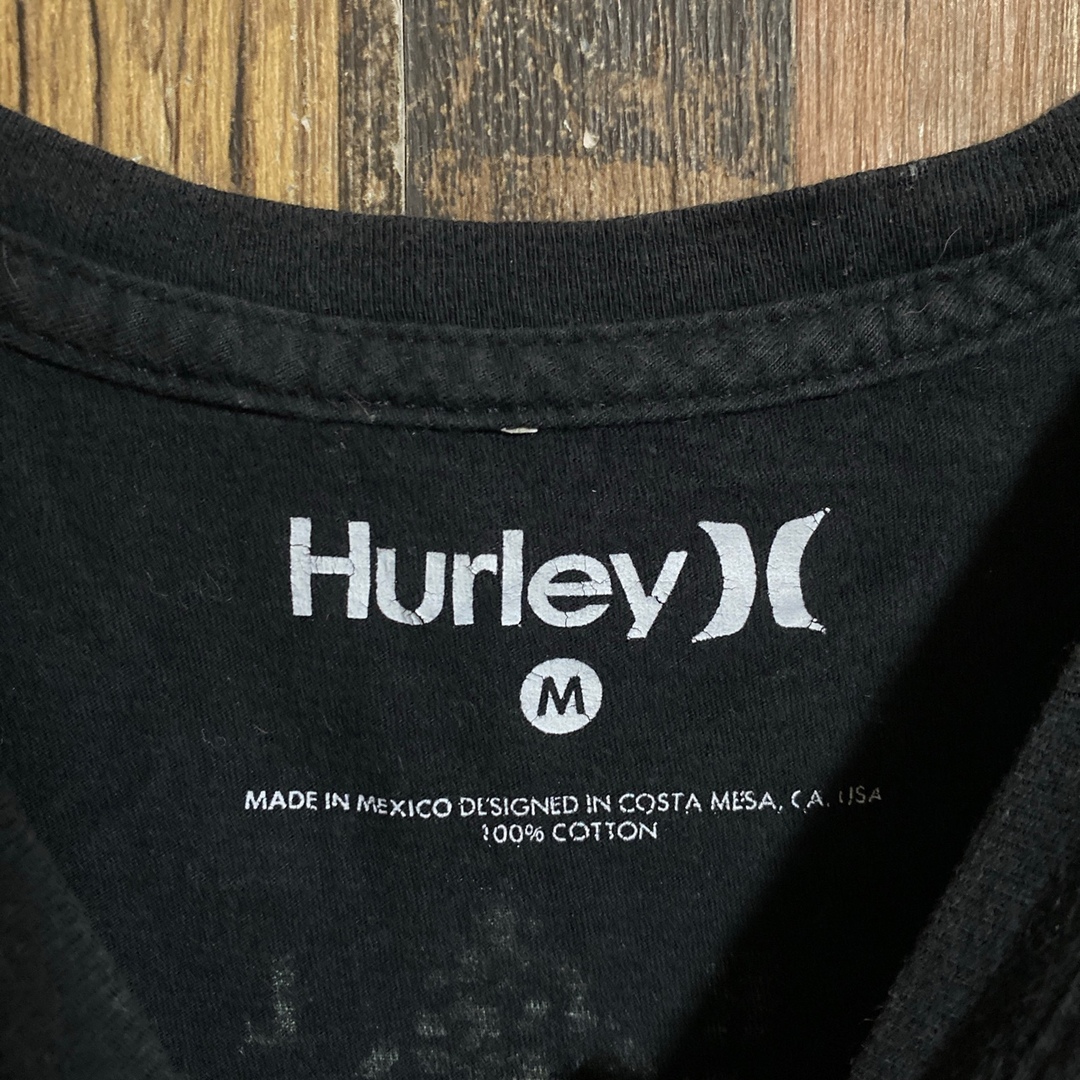 Hurley
M
MADE IN MEXICO DESIGNED IN COSTA MESA, CA. USA
100% COTTON